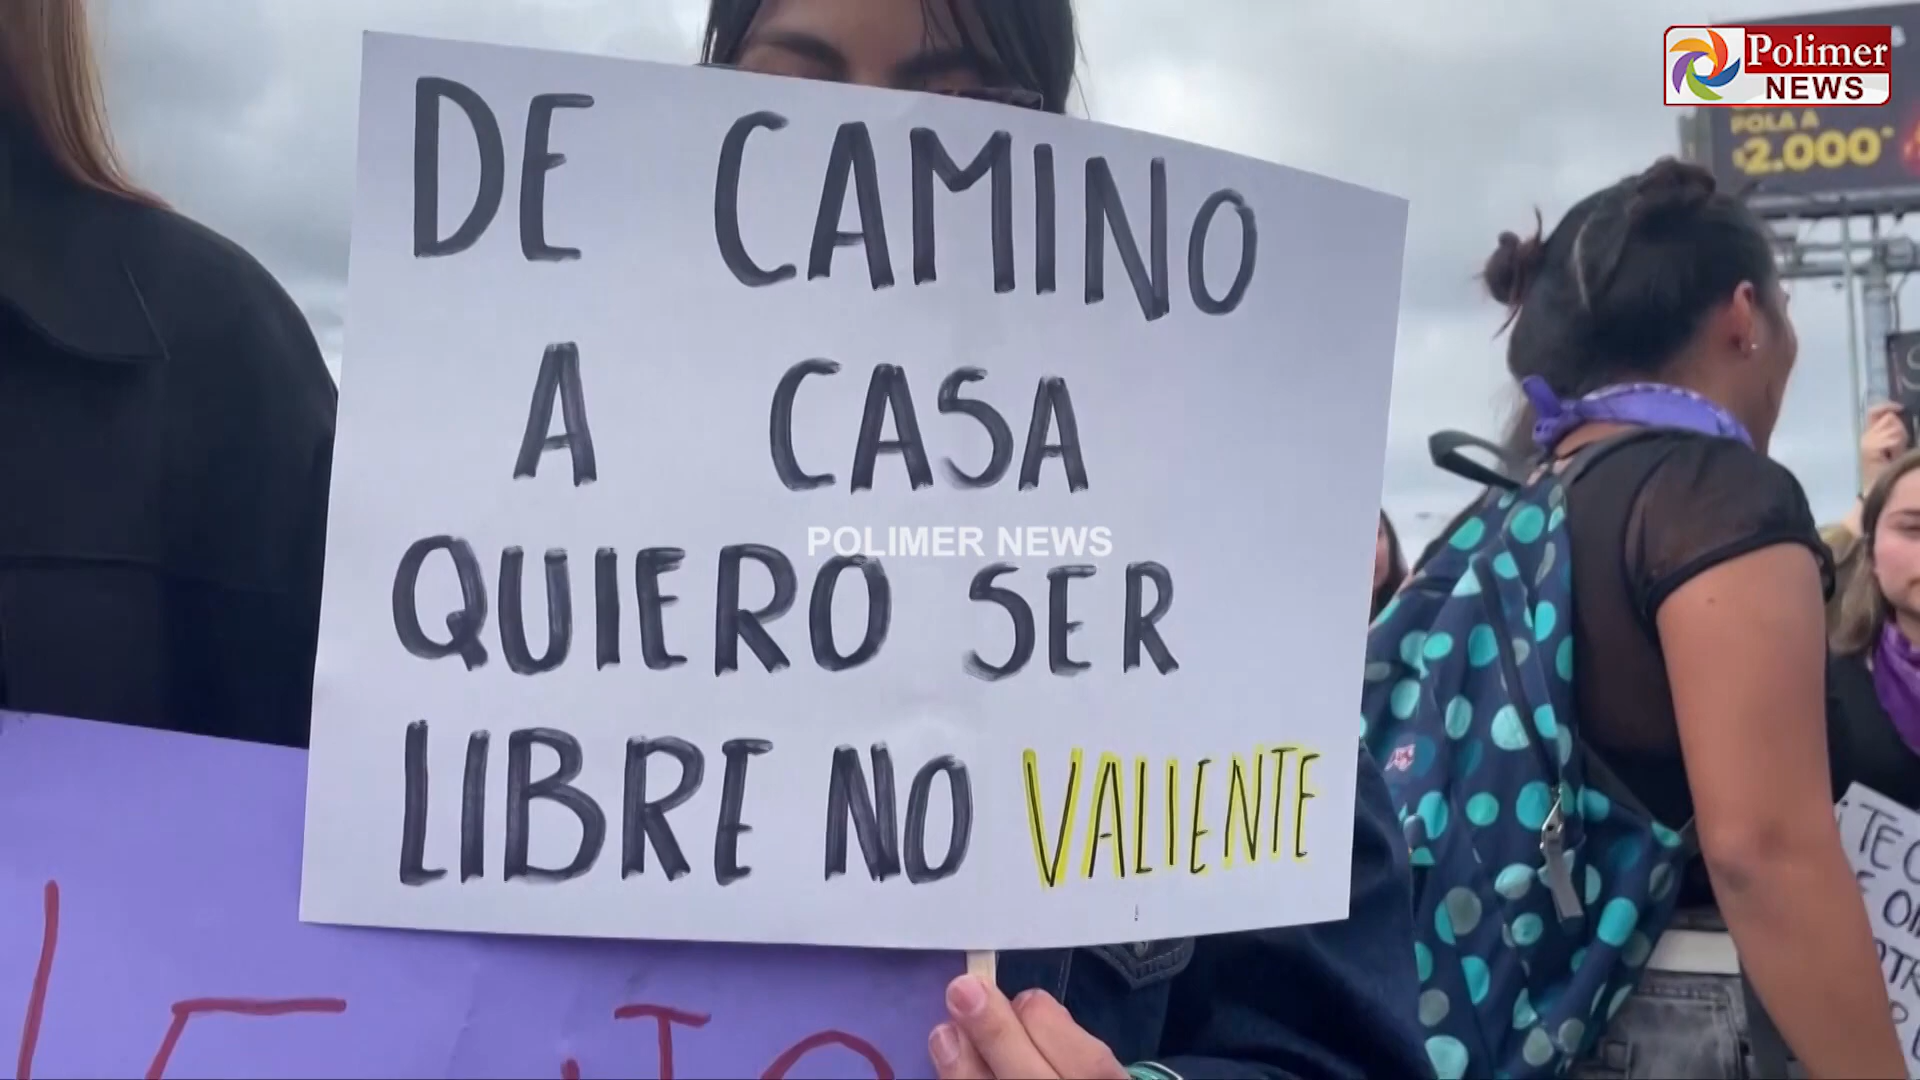 Polimer
NEWS
POLA A
$2.000*
DE CAMINO
A CASA
QUIERO SER
LIBRE NO VALIENTE
POLIMER NEWS